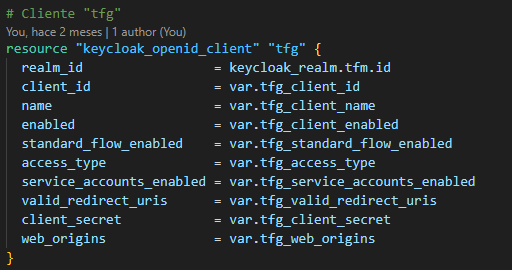 # Cliente "tfg"
You, hace 2 meses | 1 author (You)
resource "keycloak_openid_client" "tfg" {
  realm_id                 = keycloak_realm.tfm.id
  client_id                = var.tfg_client_id
  name                     = var.tfg_client_name
  enabled                  = var.tfg_client_enabled
  standard_flow_enabled    = var.tfg_standard_flow_enabled
  access_type              = var.tfg_access_type
  service_accounts_enabled = var.tfg_service_accounts_enabled
  valid_redirect_uris      = var.tfg_valid_redirect_uris
  client_secret            = var.tfg_client_secret
  web_origins              = var.tfg_web_origins
}